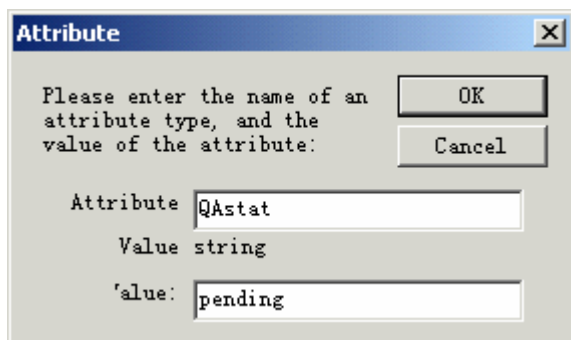 Attribute
Please enter the name of an
attribute type, and the
value of the attribute:
OK
Cancel
Attribute QAstat
Value string
'alue: pending